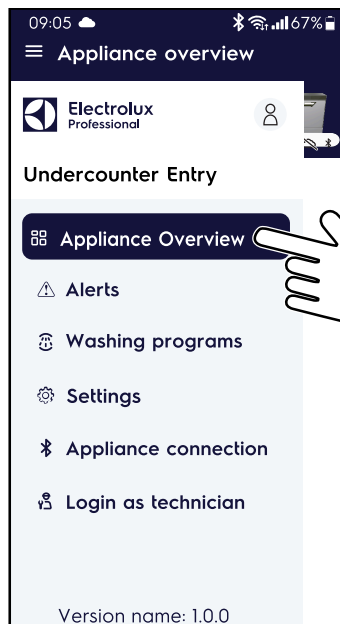 09:05 67%
Appliance overview
Electrolux
Professional
Undercounter Entry
Appliance Overview
Alerts
Washing programs
Settings
Appliance connection
Login as technician
Version name: 1.0.0